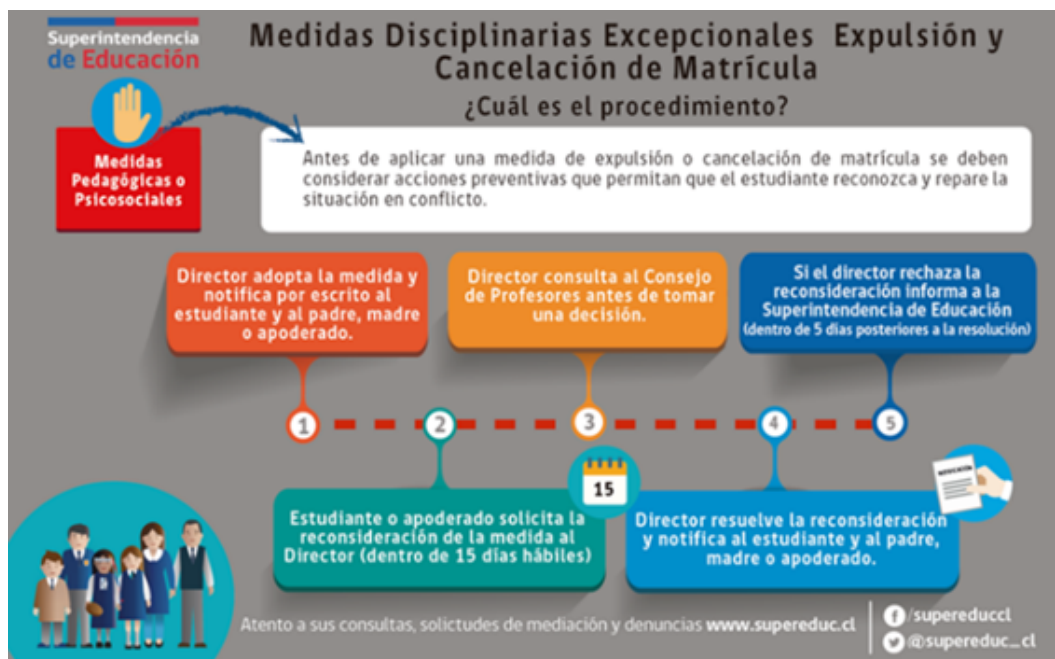 Superintendencia
de Educación
Medidas Disciplinarias Excepcionales Expulsión y
Cancelación de Matrícula
¿Cuál es el procedimiento?
Medidas
Pedagógicas o
Psicosociales
Antes de aplicar una medida de expulsión o cancelación de matrícula se deben
considerar acciones preventivas que permitan que el estudiante reconozca y repare la
situación en conflicto.
Director adopta la medida y
notifica por escrito al
estudiante y al padre, madre
o apoderado.
1
2
Estudiante o apoderado solicita la
reconsideración de la medida al
Director (dentro de 15 días hábiles)
15
Director consulta al Consejo
de Profesores antes de tomar
una decisión.
3
4
Director resuelve la reconsideración
y notifica al estudiante y al padre,
madre o apoderado.
Si el director rechaza la
reconsideración informa a la
Superintendencia de Educación
(dentro de 5 días posteriores a la resolución)
5
Atento a sus consultas, solictudes de mediación y denuncias www.supereduc.cl
/supereduccl
@supereduc_cl